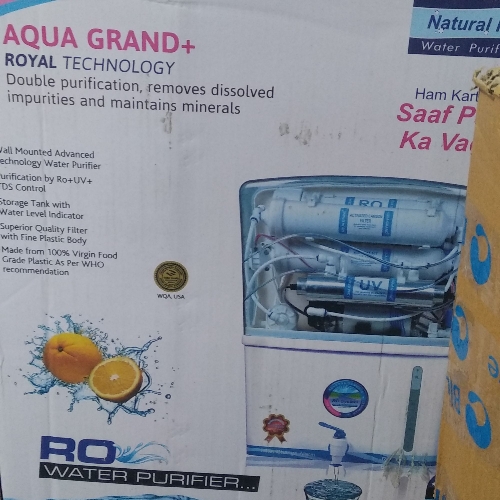 AQUA GRAND+
ROYAL TECHNOLOGY
Double purification, removes dissolved
impurities and maintains minerals
Natural
Water Purif
Ham Kart
Saaf P
Ka Va
Wall Mounted Advanced
Technology Water Purifier
Purification by Ro+UV+
TDS Control
Storage Tank with
Water Level Indicator
Superior Quality Filter
with Fine Plastic Body
Made from 100% Virgin Food
Grade Plastic As Per WHO
recommendation
WQA, USA
RO
UV
RO
WATER PURIFIER...